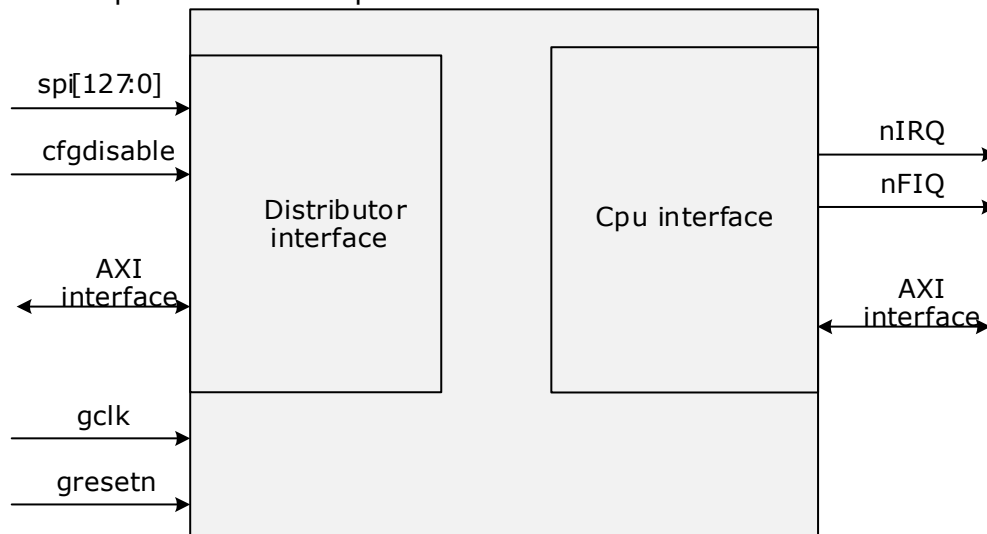 spi[127:0]
cfgdisable
AXI
interface
gclk
gresetn
Distributor
interface
Cpu interface
nIRQ
nFIQ
AXI
interface